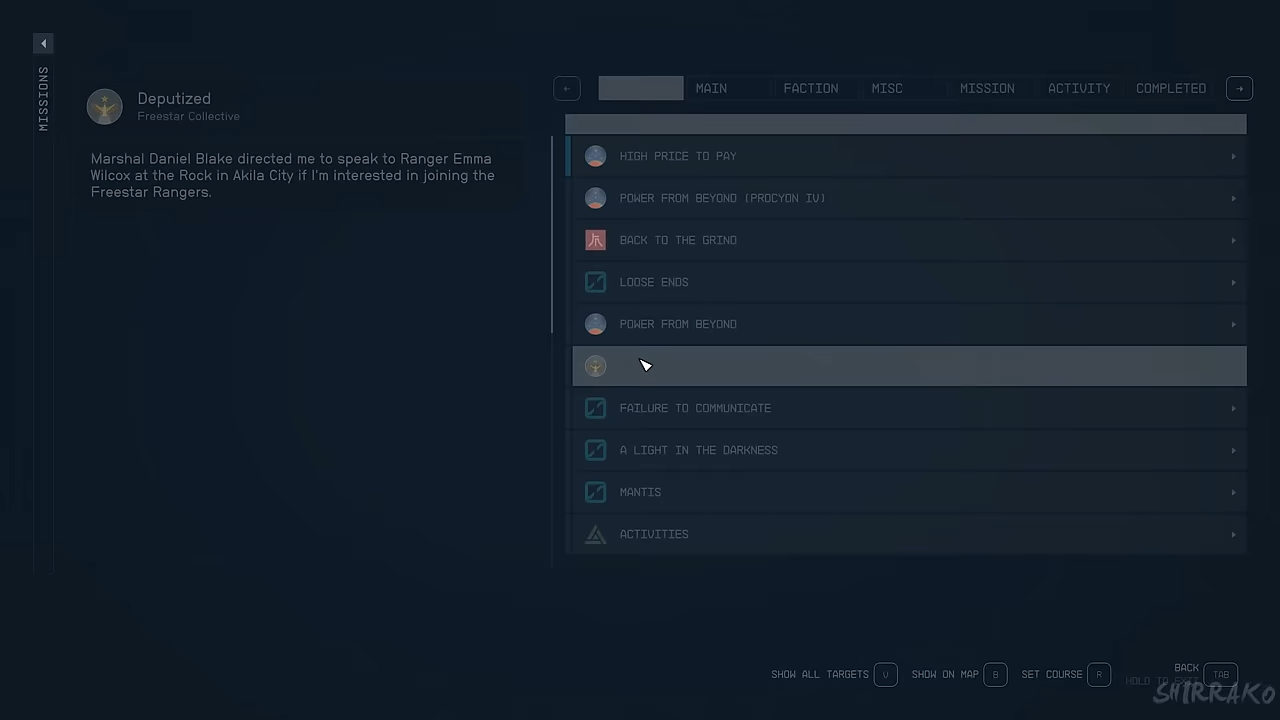 MISSIONS
Deputized
Freestar Collective
Marshal Daniel Blake directed me to speak to Ranger Emma
Wilcox at the Rock in Akila City if I'm interested in joining the
Freestar Rangers.
MAIN FACTION MISC MISSION ACTIVITY COMPLETED
HIGH PRICE TO PAY
POWER FROM BEYOND (PROCYON IV)
BACK TO THE GRIND
LOOSE ENDS
POWER FROM BEYOND
FAILURE TO COMMUNICATE
A LIGHT IN THE DARKNESS
MANTIS
ACTIVITIES
SHOW ALL TARGETS V SHOW ON MAP B SET COURSE R BACK TAB
HOLD TO EXIT
SHIRRAKO